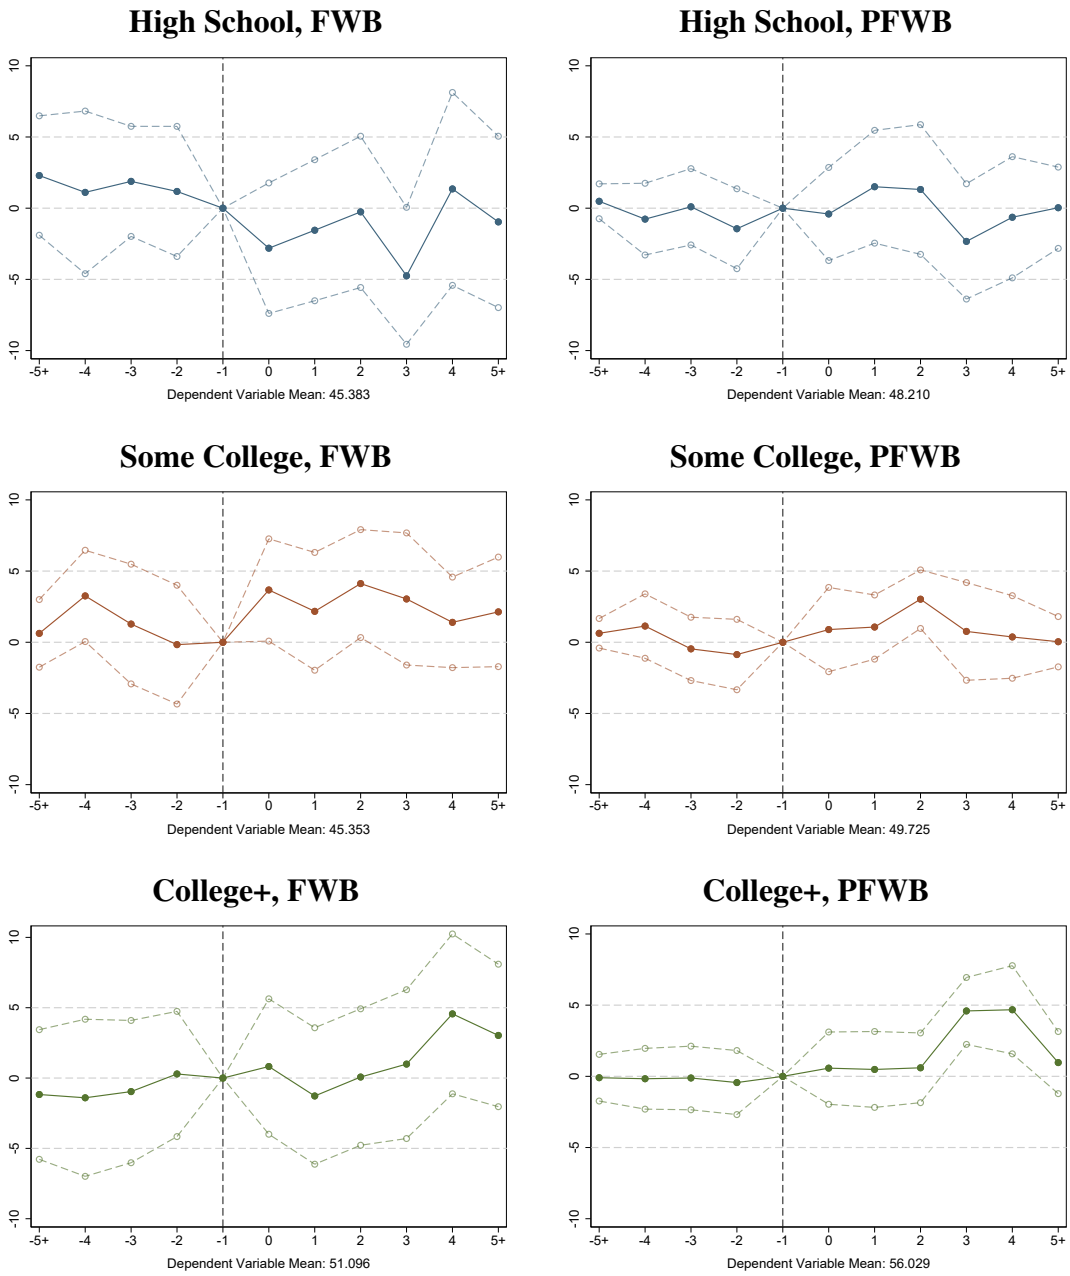 High School, FWB
High School, PFWB
10
5
0
-5
-10
-5+ -4 -3 -2 -1 0 1 2 3 4 5+
Dependent Variable Mean: 45.383
10
5
0
-5
-10
-5+ -4 -3 -2 -1 0 1 2 3 4 5+
Dependent Variable Mean: 48.210
Some College, FWB
Some College, PFWB
10
5
0
-5
-10
-5+ -4 -3 -2 -1 0 1 2 3 4 5+
Dependent Variable Mean: 45.353
10
5
0
-5
-10
-5+ -4 -3 -2 -1 0 1 2 3 4 5+
Dependent Variable Mean: 49.725
College+, FWB
College+, PFWB
10
5
0
-5
-10
-5+ -4 -3 -2 -1 0 1 2 3 4 5+
Dependent Variable Mean: 51.096
10
5
0
-5
-10
-5+ -4 -3 -2 -1 0 1 2 3 4 5+
Dependent Variable Mean: 56.029